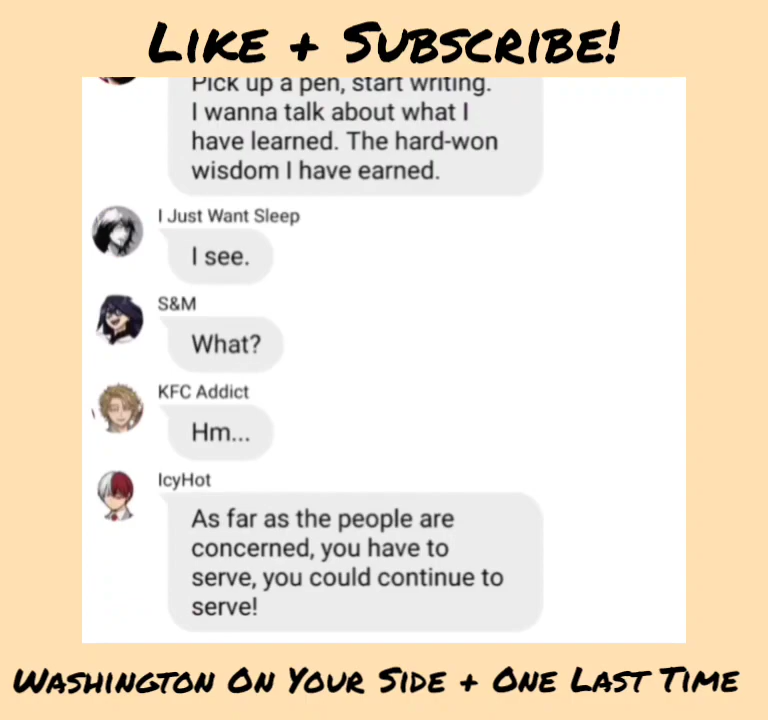 LIKE + SUBSCRIBE!
Pick up a pen, start writing.
I wanna talk about what I
have learned. The hard-won
wisdom I have earned.
I Just Want Sleep
I see.
S&M
What?
KFC Addict
Hm...
IcyHot
As far as the people are
concerned, you have to
serve, you could continue to
serve!
WASHINGTON ON YOUR SIDE + ONE LAST TIME